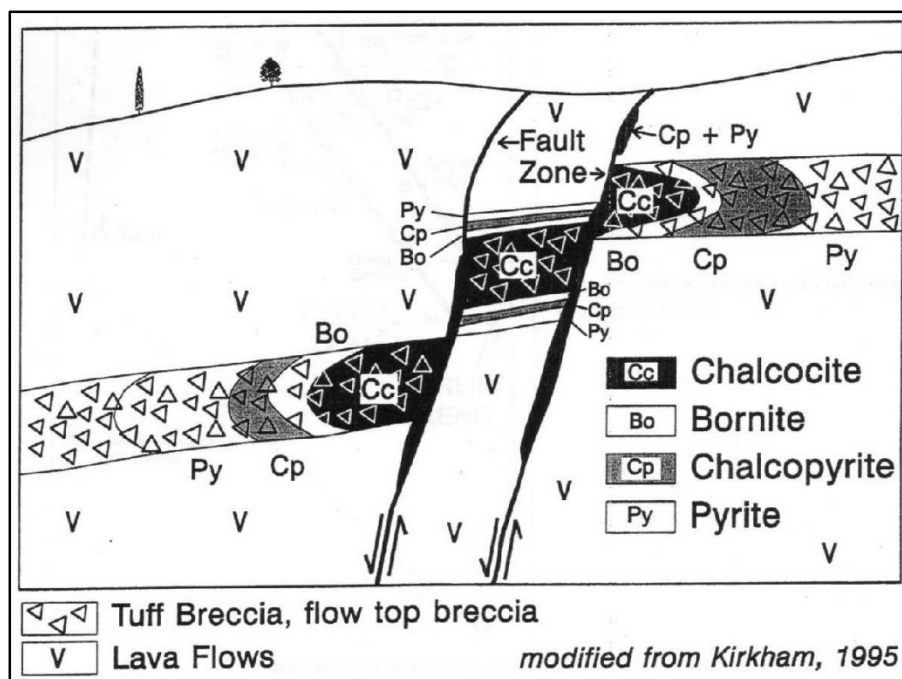 V
V
←Fault
Zone→
←Cp + Py
V
V
V
V
Py
Cp
Bo
Cc
Cc
Bo
Cp
Py
Bo
Cp
Py
V
V
V
V
Bo
Cc
V
V
Py
Cp
V
V
V
V
V
V
Cc Chalcocite
Bo Bornite
Cp Chalcopyrite
Py Pyrite
Tuff Breccia, flow top breccia
V Lava Flows
modified from Kirkham, 1995